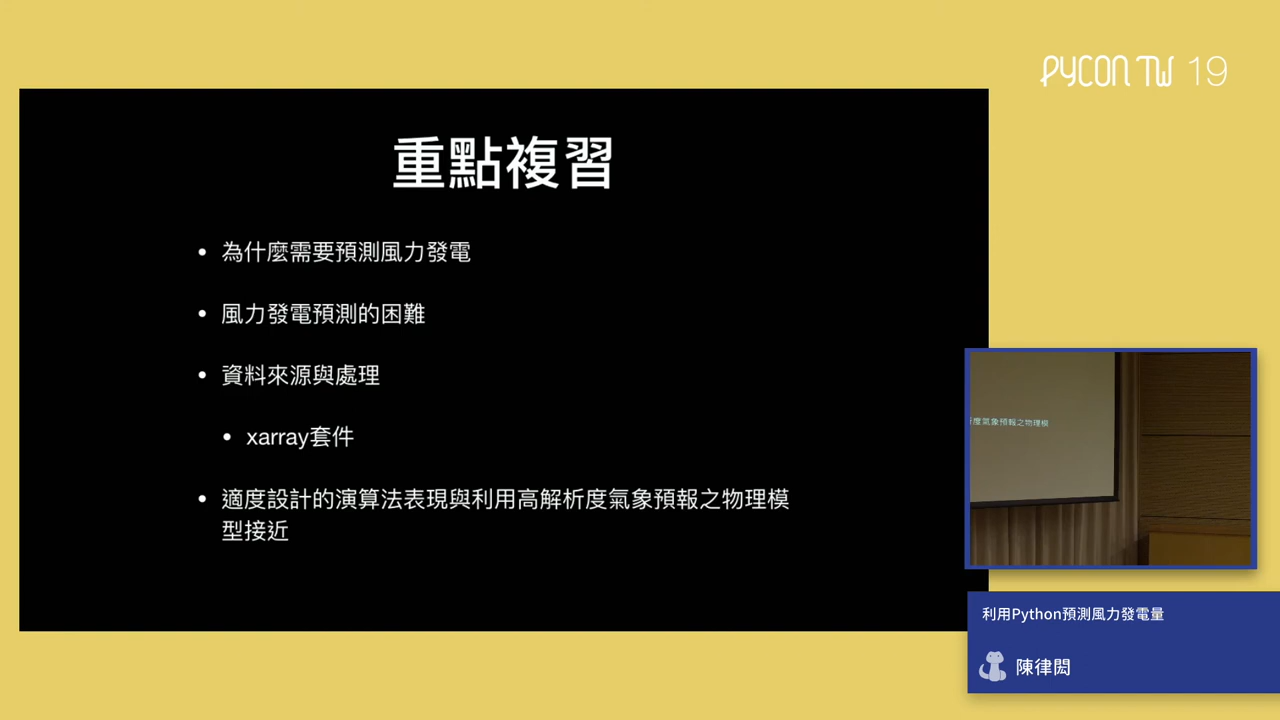 PYCON TW 19
重點複習
• 為什麼需要預測風力發電
• 風力發電預測的困難
• 資料來源與處理
• xarray套件
• 適度設計的演算法表現與利用高解析度氣象預報之物理模
型接近
度氣象預報之物理模
利用Python預測風力發電量
陳律閎